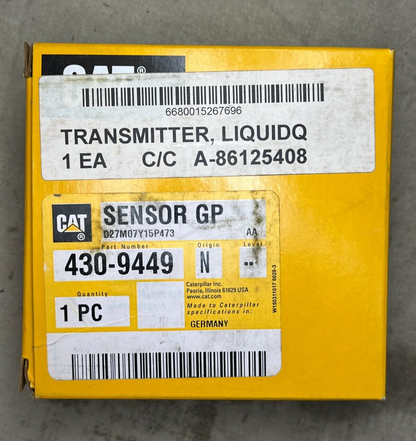 CAT®
6680015267696
TRANSMITTER, LIQUIDQ
1 EA C/C A-86125408
CAT SENSOR GP
D27M07Y15P473 AA
Part Number Origin Level
430-9449 N --
Quantity
1 PC
Caterpillar Inc.
Peoria, Illinois 61629 USA
www.cat.com
Made to Caterpillar
specifications in:
GERMANY